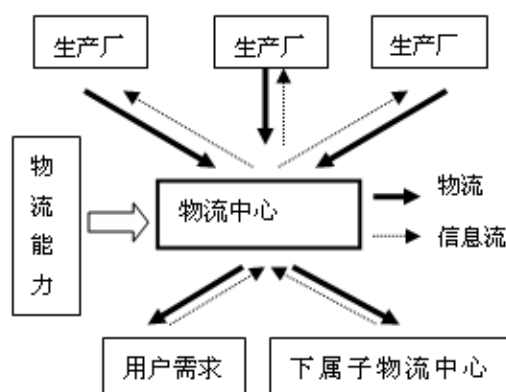 生产厂
生产厂
生产厂
物流能力
物流中心
物流
信息流
用户需求
下属子物流中心